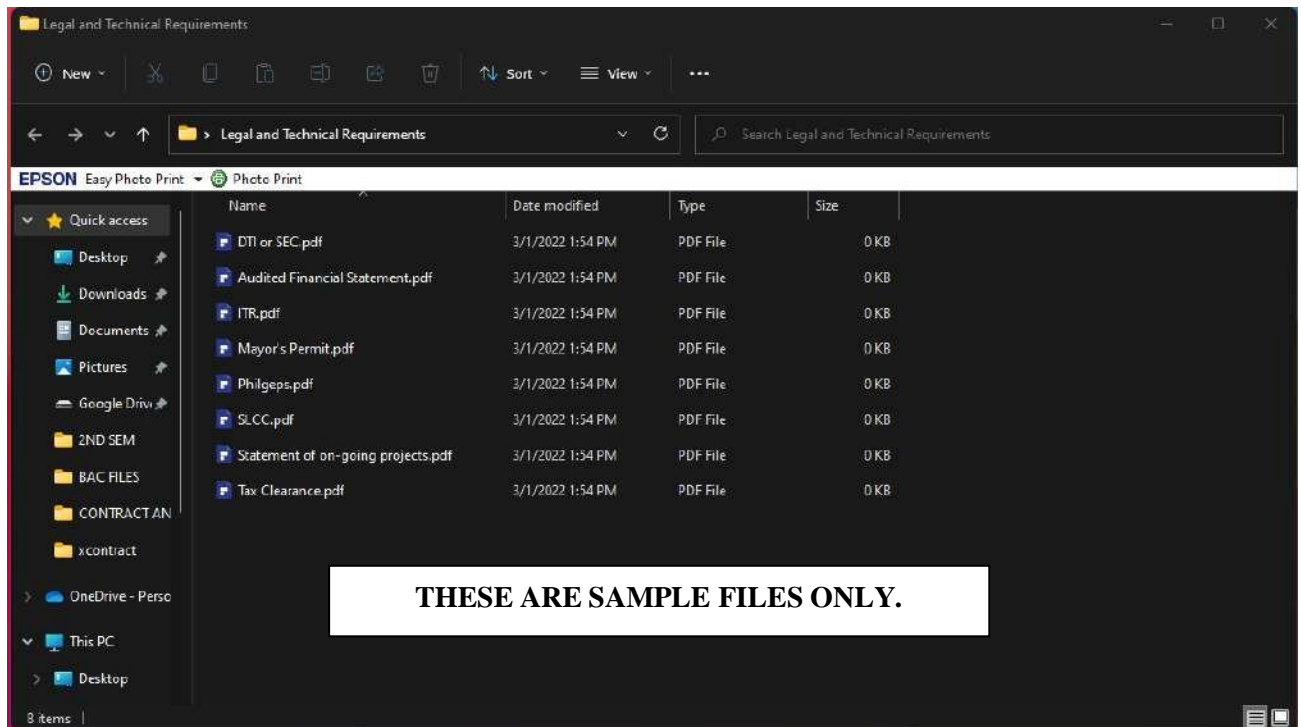 Legal and Technical Requirements
New
Sort
View
Legal and Technical Requirements
Search Legal and Technical Requirements
EPSON Easy Photo Print Photo Print
Name Date modified Type Size
Quick access
Desktop
Downloads
Documents
Pictures
Google Driv
2ND SEM
BAC FILES
CONTRACT AN
xcontract
OneDrive - Perso
This PC
Desktop
DTI or SEC.pdf 3/1/2022 1:54 PM PDF File 0 KB
Audited Financial Statement.pdf 3/1/2022 1:54 PM PDF File 0 KB
ITR.pdf 3/1/2022 1:54 PM PDF File 0 KB
Mayor's Permit.pdf 3/1/2022 1:54 PM PDF File 0 KB
Philgeps.pdf 3/1/2022 1:54 PM PDF File 0 KB
SLCC.pdf 3/1/2022 1:54 PM PDF File 0 KB
Statement of on-going projects.pdf 3/1/2022 1:54 PM PDF File 0 KB
Tax Clearance.pdf 3/1/2022 1:54 PM PDF File 0 KB
THESE ARE SAMPLE FILES ONLY.
8 items